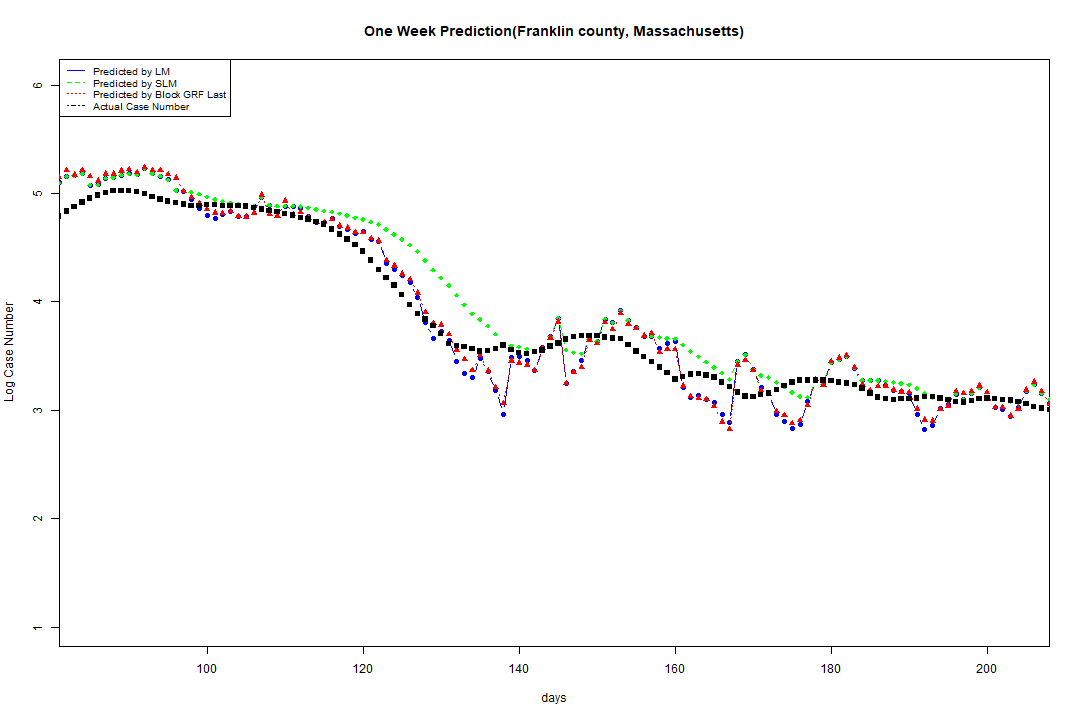 One Week Prediction(Franklin county, Massachusetts)
Predicted by LM
Predicted by SLM
Predicted by Block GRF Last
Actual Case Number
6
5
4
3
2
1
Log Case Number
100 120 140 160 180 200
days